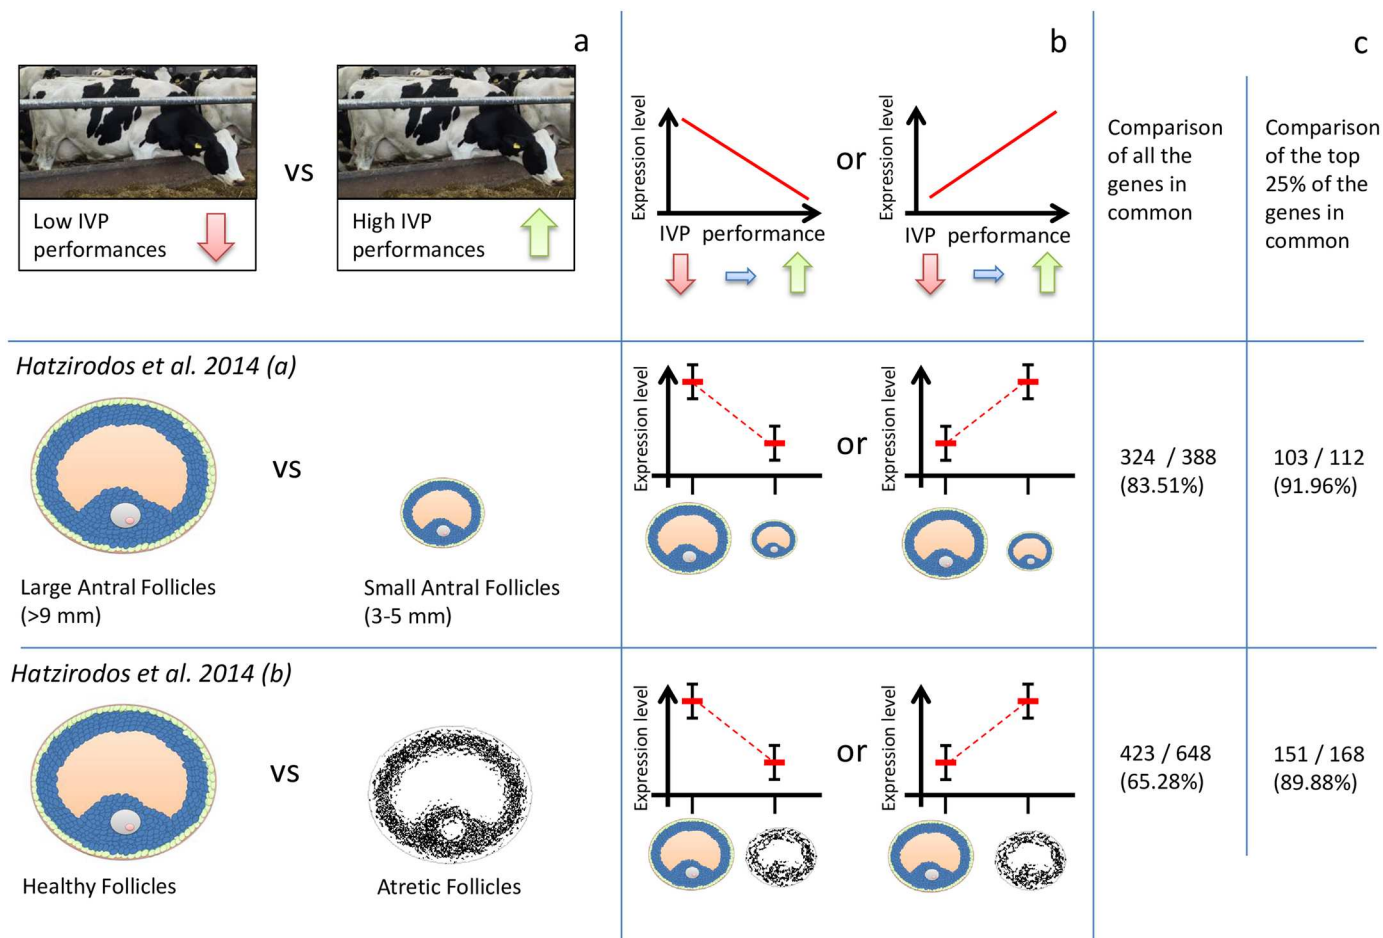 a
b
c
vs
Low IVP
performances
High IVP
performances
Expression level
IVP performance
or
Expression level
IVP performance
Comparison
of all the
genes in
common
Comparison
of the top
25% of the
genes in
common
Hatzirodos et al. 2014 (a)
vs
Large Antral Follicles
(>9 mm)
Small Antral Follicles
(3-5 mm)
Expression level
or
Expression level
324 / 388
(83.51%)
103 / 112
(91.96%)
Hatzirodos et al. 2014 (b)
vs
Healthy Follicles
Atretic Follicles
Expression level
or
Expression level
423 / 648
(65.28%)
151 / 168
(89.88%)